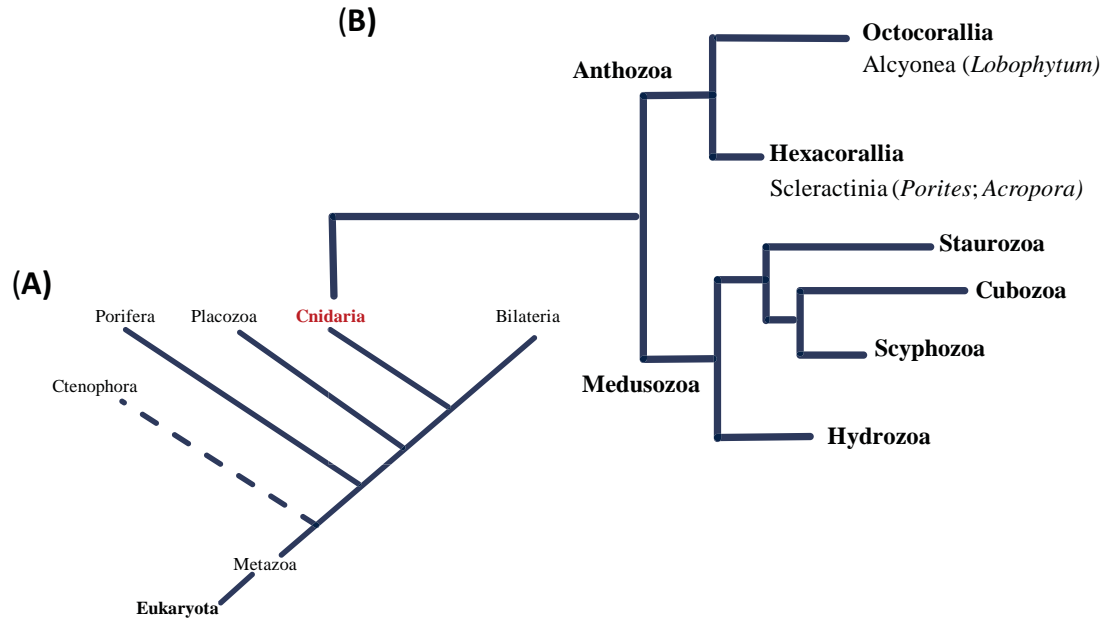 (B)
Octocorallia
Alcyonea (Lobophytum)
Anthozoa
Hexacorallia
Scleractinia (Porites; Acropora)
Staurozoa
Cubozoa
Scyphozoa
Medusozoa
Hydrozoa
(A)
Porifera
Placozoa
Cnidaria
Bilateria
Ctenophora
Metazoa
Eukaryota